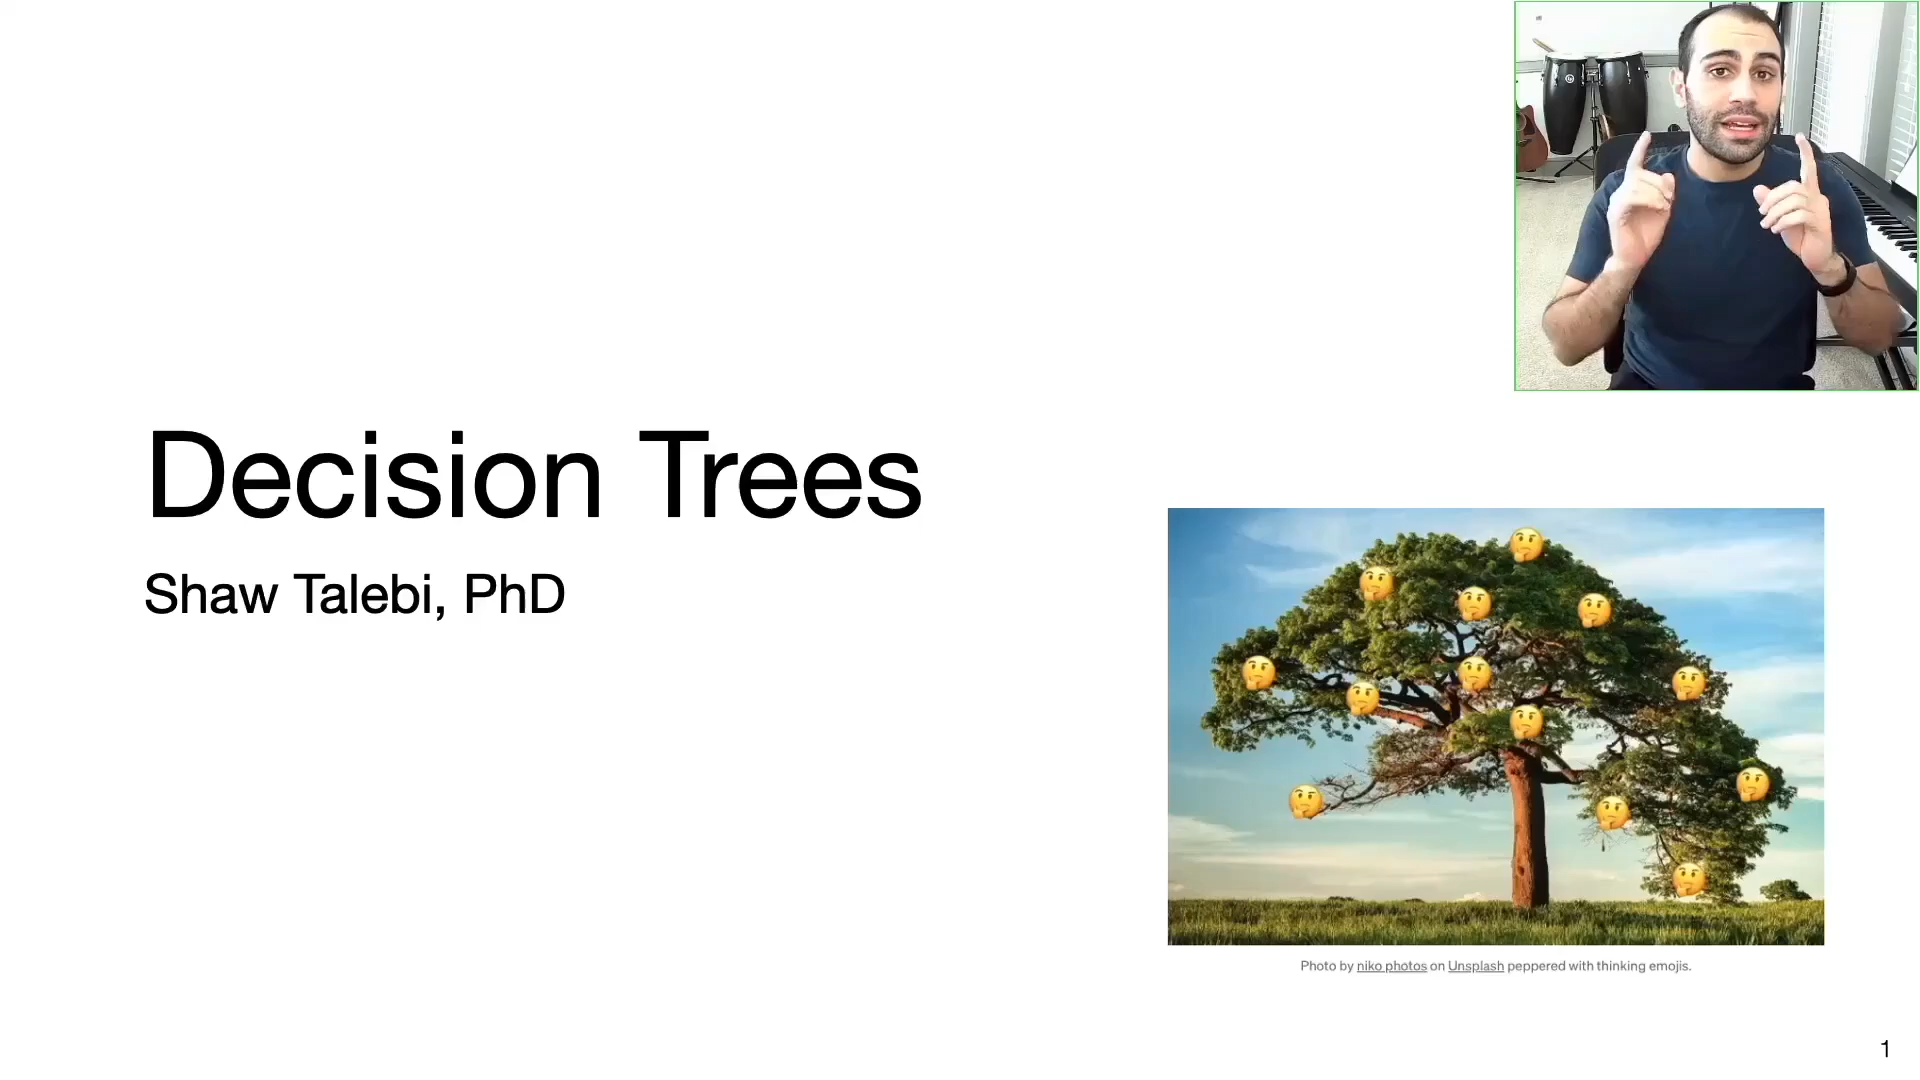 Decision Trees
Shaw Talebi, PhD
Photo by niko photos on Unsplash peppered with thinking emojis.
1